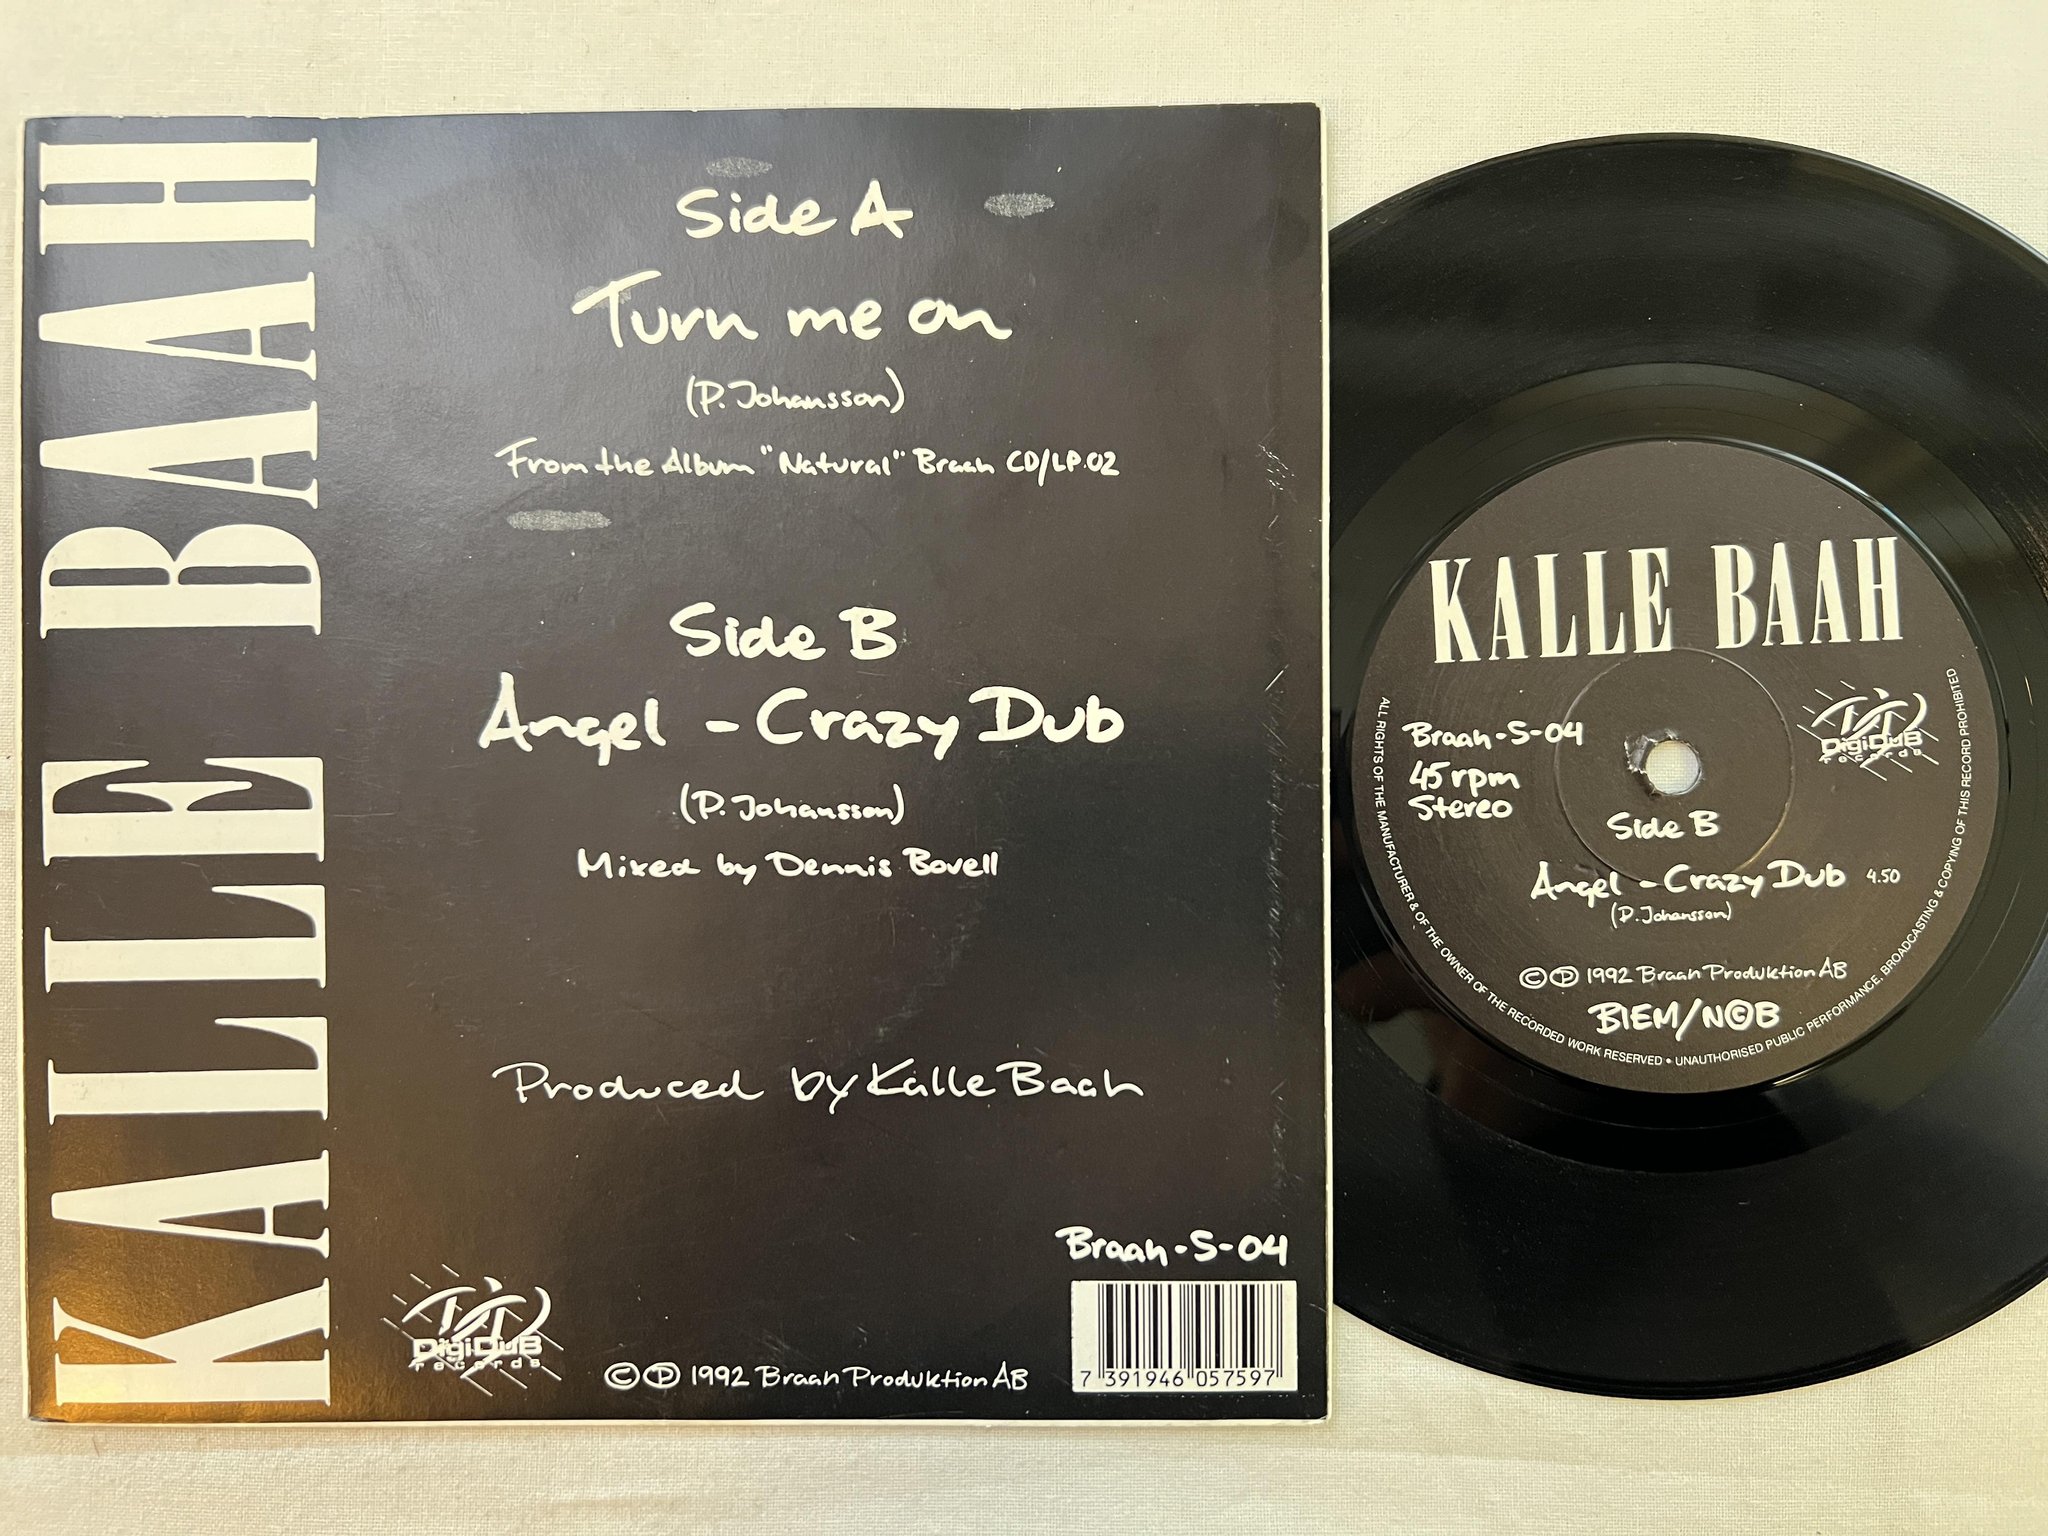 KALLE BAAH
Side A
Turn me on
(P. Johansson)
From the Album "Natural" Braah CD/LP.02
Side B
Angel - Crazy Dub
(P. Johansson)
Mixed by Dennis Bovell
Produced by Kalle Baah
Braah-S-04
DigiDuB
records
© ℗ 1992 Braah Produktion AB
7 391946 057597
KALLE BAAH
Braah-S-04
45 rpm
Stereo
DigiDuB
records
Side B
Angel - Crazy Dub 4.50
(P. Johansson)
© ℗ 1992 Braah Produktion AB
BIEM/N©B
ALL RIGHTS OF THE MANUFACTURER & OF THE OWNER OF THE RECORDED WORK RESERVED • UNAUTHORISED PUBLIC PERFORMANCE, BROADCASTING & COPYING OF THIS RECORD PROHIBITED